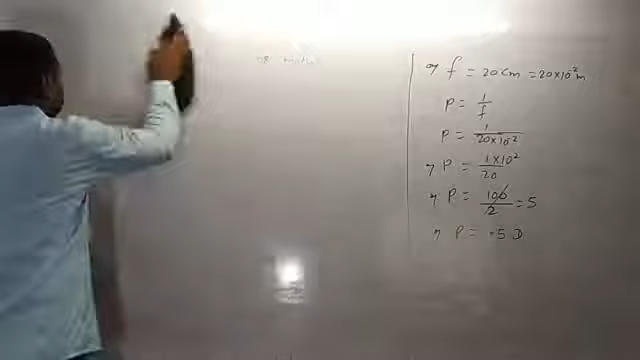 f = 20cm = 20×10⁻²m
P = 1/f
P = 1/20×10⁻²
P = 1×10²/20
P = 100/2 = 5
P = +5 D